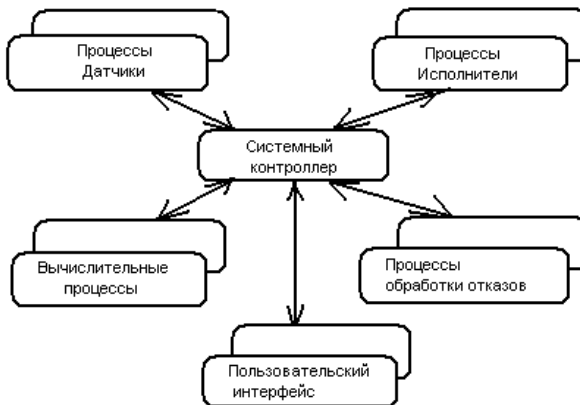 Процессы
Датчики
Процессы
Исполнители
Системный
контроллер
Вычислительные
процессы
Процессы
обработки отказов
Пользовательский
интерфейс